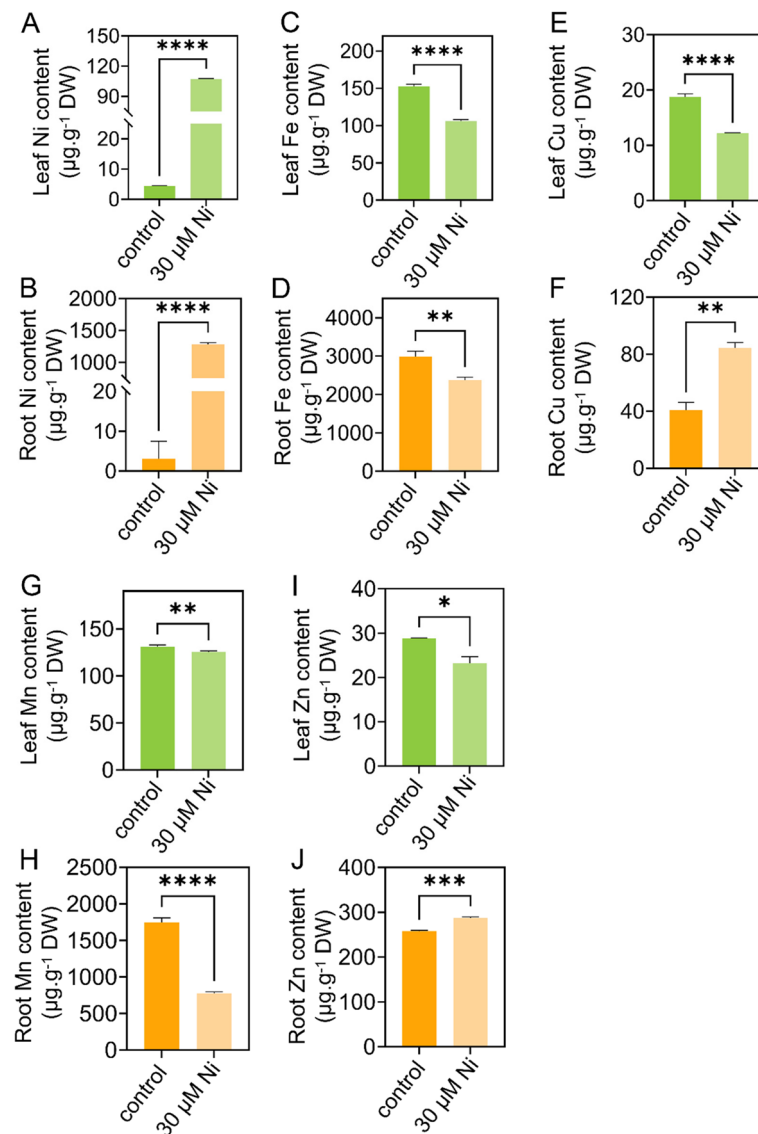 A
Leaf Ni content
(µg.g⁻¹ DW)
150
120
90
20
10
0
****
control
30 µM Ni
C
Leaf Fe content
(µg.g⁻¹ DW)
150
100
50
0
****
control
30 µM Ni
E
Leaf Cu content
(µg.g⁻¹ DW)
30
20
10
0
****
control
30 µM Ni
B
Root Ni content
(µg.g⁻¹ DW)
2000
1500
1000
20
10
0
****
control
30 µM Ni
D
Root Fe content
(µg.g⁻¹ DW)
4000
3000
2000
1000
0
**
control
30 µM Ni
F
Root Cu content
(µg.g⁻¹ DW)
120
80
40
0
**
control
30 µM Ni
G
Leaf Mn content
(µg.g⁻¹ DW)
150
100
50
0
**
control
30 µM Ni
I
Leaf Zn content
(µg.g⁻¹ DW)
40
30
20
10
0
*
control
30 µM Ni
H
Root Mn content
(µg.g⁻¹ DW)
2500
2000
1500
1000
500
0
****
control
30 µM Ni
J
Root Zn content
(µg.g⁻¹ DW)
400
300
200
100
0
***
control
30 µM Ni